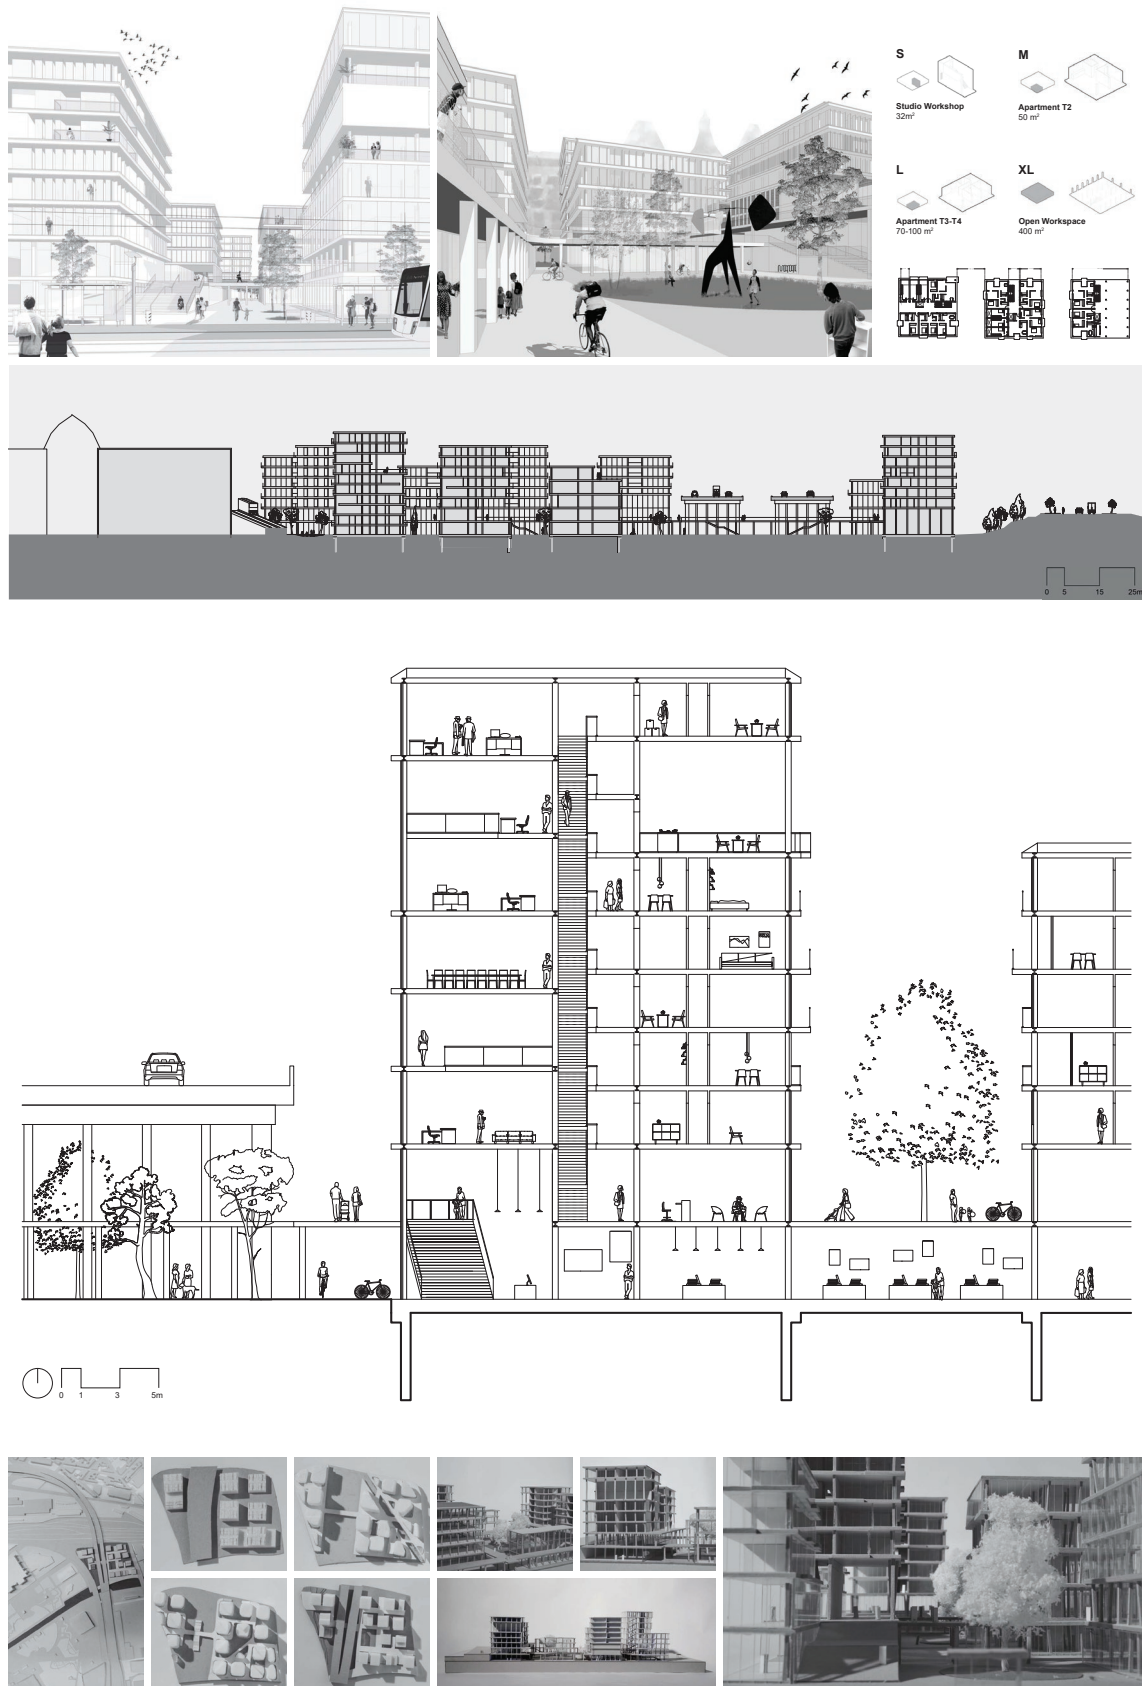 S
Studio Workshop
32m²
M
Apartment T2
50 m²
L
Apartment T3-T4
70-100 m²
XL
Open Workspace
400 m²
0 5 15 25m
0 1 3 5m